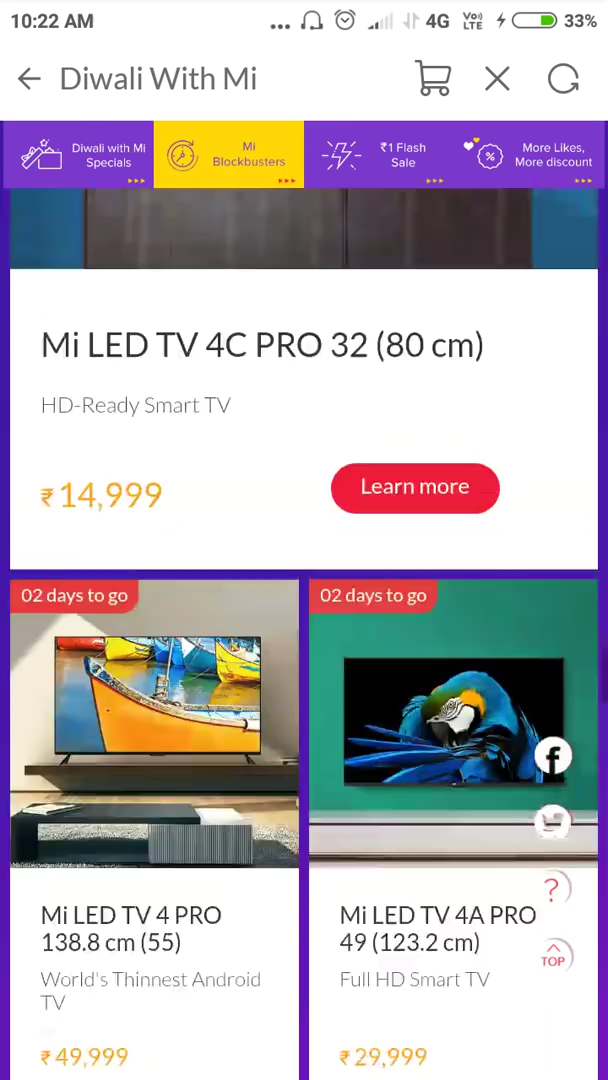 10:22 AM
... 4G Vo)) LTE 33%
Diwali With Mi
Diwali with Mi
Specials
Mi
Blockbusters
₹1 Flash
Sale
More Likes,
More discount
%
Mi LED TV 4C PRO 32 (80 cm)
HD-Ready Smart TV
₹14,999
Learn more
02 days to go
02 days to go
f
?
TOP
Mi LED TV 4 PRO
138.8 cm (55)
World's Thinnest Android
TV
₹49,999
Mi LED TV 4A PRO
49 (123.2 cm)
Full HD Smart TV
₹29,999